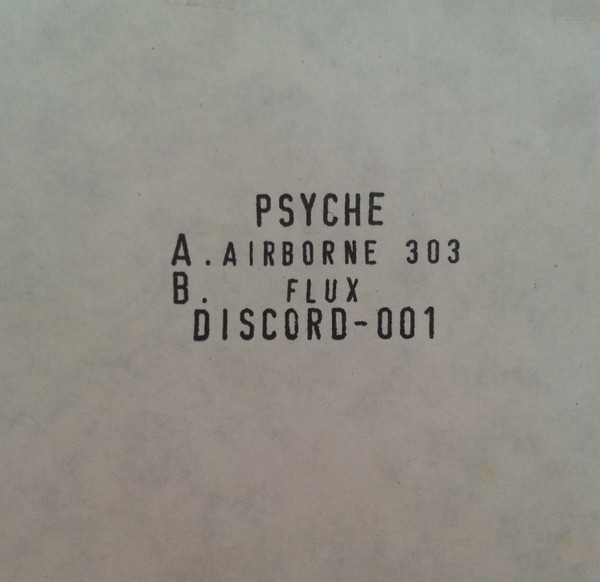 PSYCHE
A.AIRBORNE 303
B. FLUX
DISCORD-001